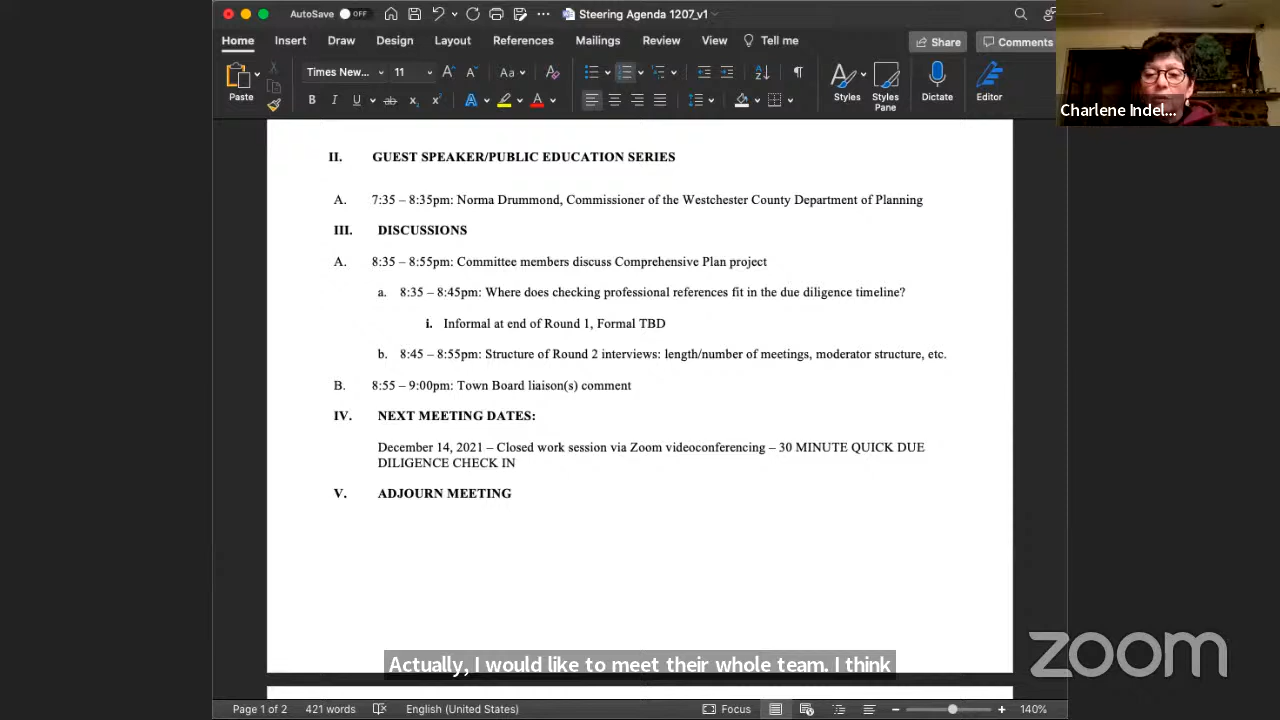 AutoSave OFF Steering Agenda 1207_v1
Home Insert Draw Design Layout References Mailings Review View Tell me Share Comments
Paste Times New... 11 Aa Styles Styles Pane Dictate Editor
B I U ab x₂ x² A A
Charlene Indel...
II. GUEST SPEAKER/PUBLIC EDUCATION SERIES
A. 7:35 – 8:35pm: Norma Drummond, Commissioner of the Westchester County Department of Planning
III. DISCUSSIONS
A. 8:35 – 8:55pm: Committee members discuss Comprehensive Plan project
a. 8:35 – 8:45pm: Where does checking professional references fit in the due diligence timeline?
i. Informal at end of Round 1, Formal TBD
b. 8:45 – 8:55pm: Structure of Round 2 interviews: length/number of meetings, moderator structure, etc.
B. 8:55 – 9:00pm: Town Board liaison(s) comment
IV. NEXT MEETING DATES:
December 14, 2021 – Closed work session via Zoom videoconferencing – 30 MINUTE QUICK DUE
DILIGENCE CHECK IN
V. ADJOURN MEETING
Actually, I would like to meet their whole team. I think
zoom
Page 1 of 2 421 words English (United States) Focus 140%